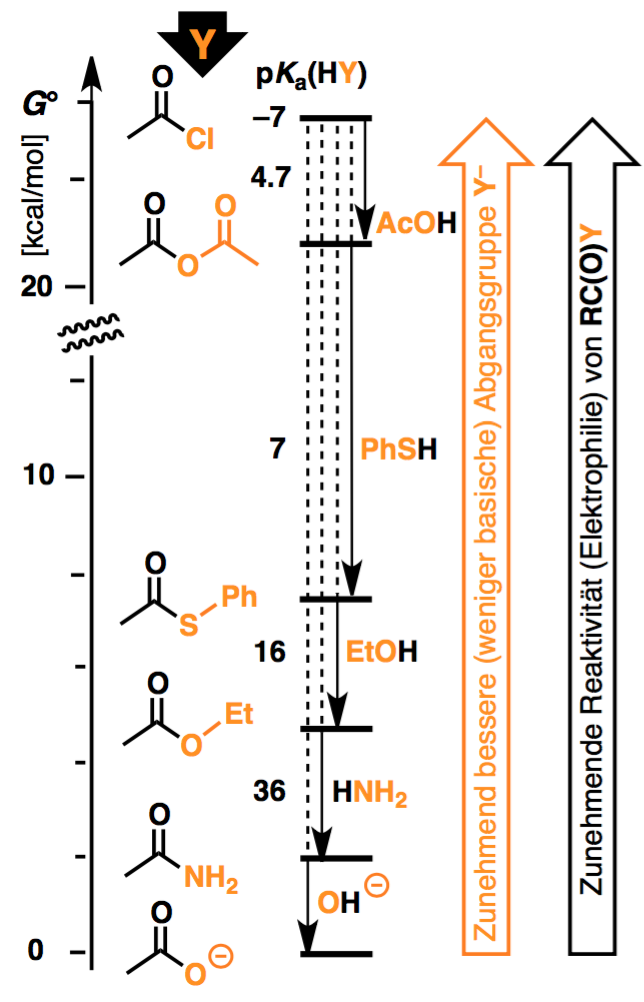 Y
pKa(HY)
G°
[kcal/mol]
20
10
0
O
Cl
O
O
O
O
S
Ph
O
O
Et
O
NH2
O
O⊖
–7
4.7
AcOH
7
PhSH
16
EtOH
36
HNH2
OH⊖
Zunehmend bessere (weniger basische) Abgangsgruppe Y–
Zunehmende Reaktivität (Elektrophilie) von RC(O)Y